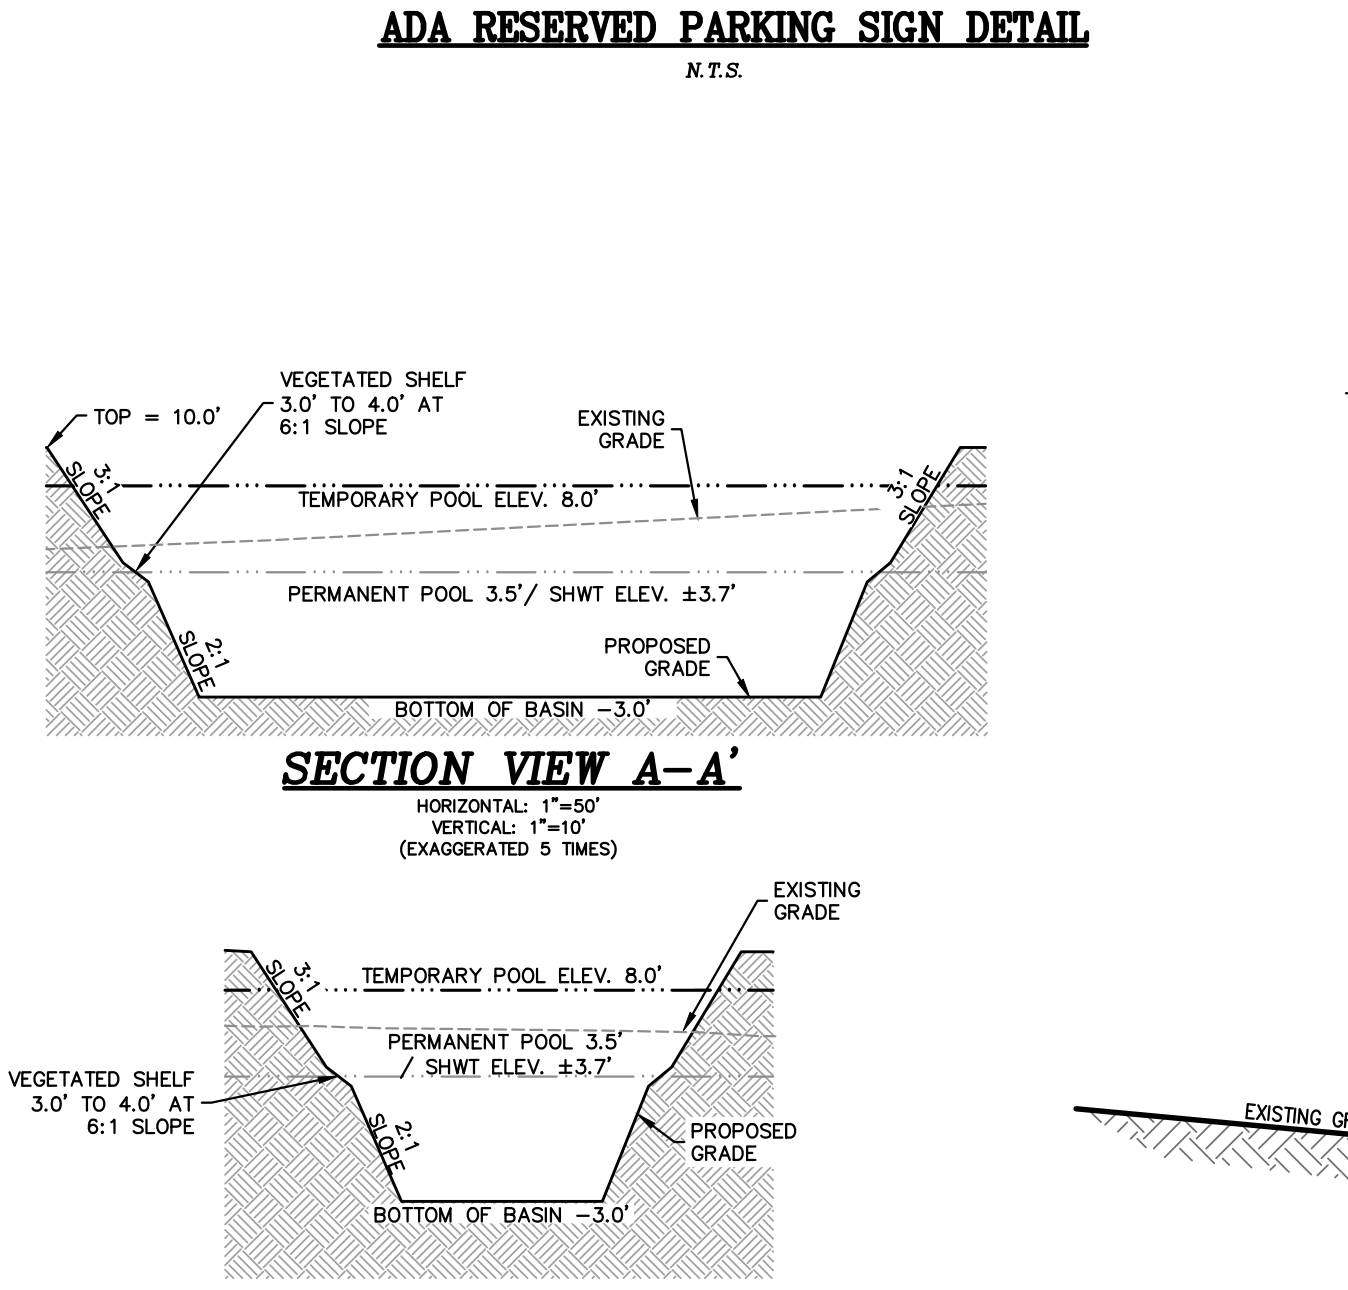 ADA RESERVED PARKING SIGN DETAIL
N.T.S.
VEGETATED SHELF
3.0' TO 4.0' AT
6:1 SLOPE
TOP = 10.0'
EXISTING
GRADE
3:1
SLOPE
3:1
SLOPE
TEMPORARY POOL ELEV. 8.0'
PERMANENT POOL 3.5'/ SHWT ELEV. ±3.7'
2:1
SLOPE
PROPOSED
GRADE
BOTTOM OF BASIN -3.0'
SECTION VIEW A-A'
HORIZONTAL: 1"=50'
VERTICAL: 1"=10'
(EXAGGERATED 5 TIMES)
EXISTING
GRADE
3:1
SLOPE
TEMPORARY POOL ELEV. 8.0'
PERMANENT POOL 3.5'
/ SHWT ELEV. ±3.7'
VEGETATED SHELF
3.0' TO 4.0' AT
6:1 SLOPE
2:1
SLOPE
PROPOSED
GRADE
BOTTOM OF BASIN -3.0'
EXISTING